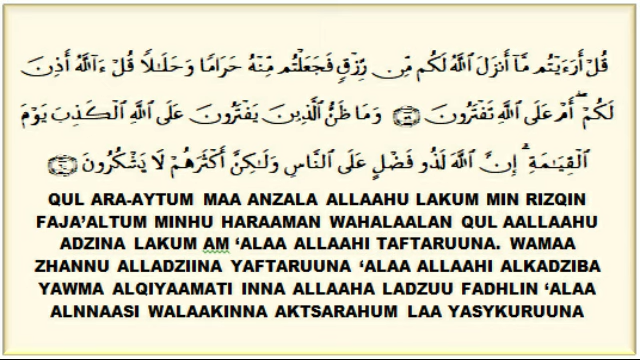 قُلْ أَرَءَيْتُم مَّآ أَنزَلَ ٱللَّهُ لَكُم مِّن رِّزْقٍ فَجَعَلْتُم مِّنْهُ حَرَامًا وَحَلَٰلًا قُلْ ءَآللَّهُ أَذِنَ
لَكُمْ ۖ أَمْ عَلَى ٱللَّهِ تَفْتَرُونَ ۝ وَمَا ظَنُّ ٱلَّذِينَ يَفْتَرُونَ عَلَى ٱللَّهِ ٱلْكَذِبَ يَوْمَ
ٱلْقِيَٰمَةِ ۗ إِنَّ ٱللَّهَ لَذُو فَضْلٍ عَلَى ٱلنَّاسِ وَلَٰكِنَّ أَكْثَرَهُمْ لَا يَشْكُرُونَ ۝
QUL ARA-AYTUM MAA ANZALA ALLAAHU LAKUM MIN RIZQIN
FAJA’ALTUM MINHU HARAAMAN WAHALAALAN QUL AALLAAHU
ADZINA LAKUM AM ‘ALAA ALLAAHI TAFTARUUNA. WAMAA
ZHANNU ALLADZIINA YAFTARUUNA ‘ALAA ALLAAHI ALKADZIBA
YAWMA ALQIYAAMATI INNA ALLAAHA LADZUU FADHLIN ‘ALAA
ALNNAASI WALAAKINNA AKTSARAHUM LAA YASYKURUUNA